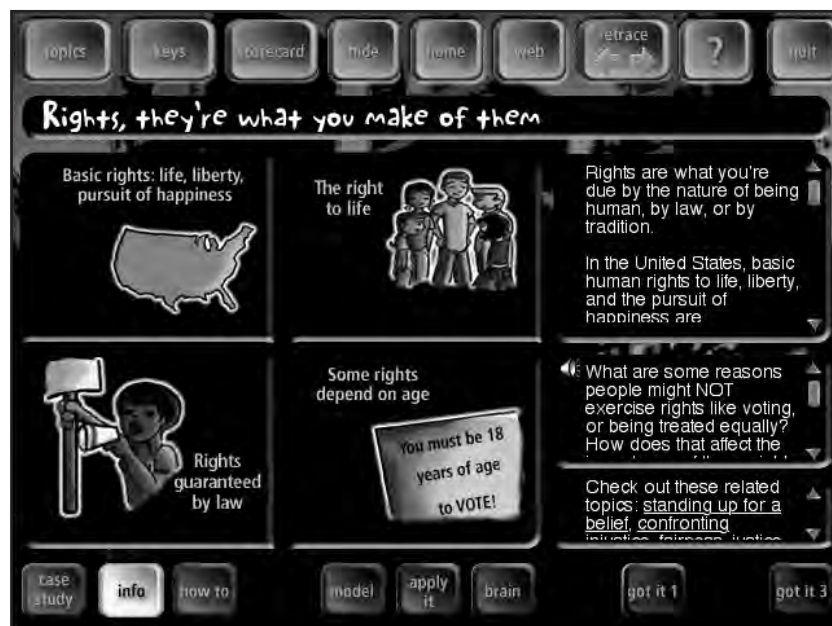 topics
keys
scorecard
hide
home
web
retrace
?
quit
Rights, they're what you make of them
Basic rights: life, liberty,
pursuit of happiness
The right
to life
Rights are what you're
due by the nature of being
human, by law, or by
tradition.
In the United States, basic
human rights to life, liberty,
and the pursuit of
happiness are
Rights
guaranteed
by law
Some rights
depend on age
You must be 18
years of age
to VOTE!
What are some reasons
people might NOT
exercise rights like voting,
or being treated equally?
How does that affect the
Check out these related
topics: standing up for a
belief, confronting
injustice, fairness, justice
case
study
info
how to
model
apply
it
brain
got it 1
got it 3